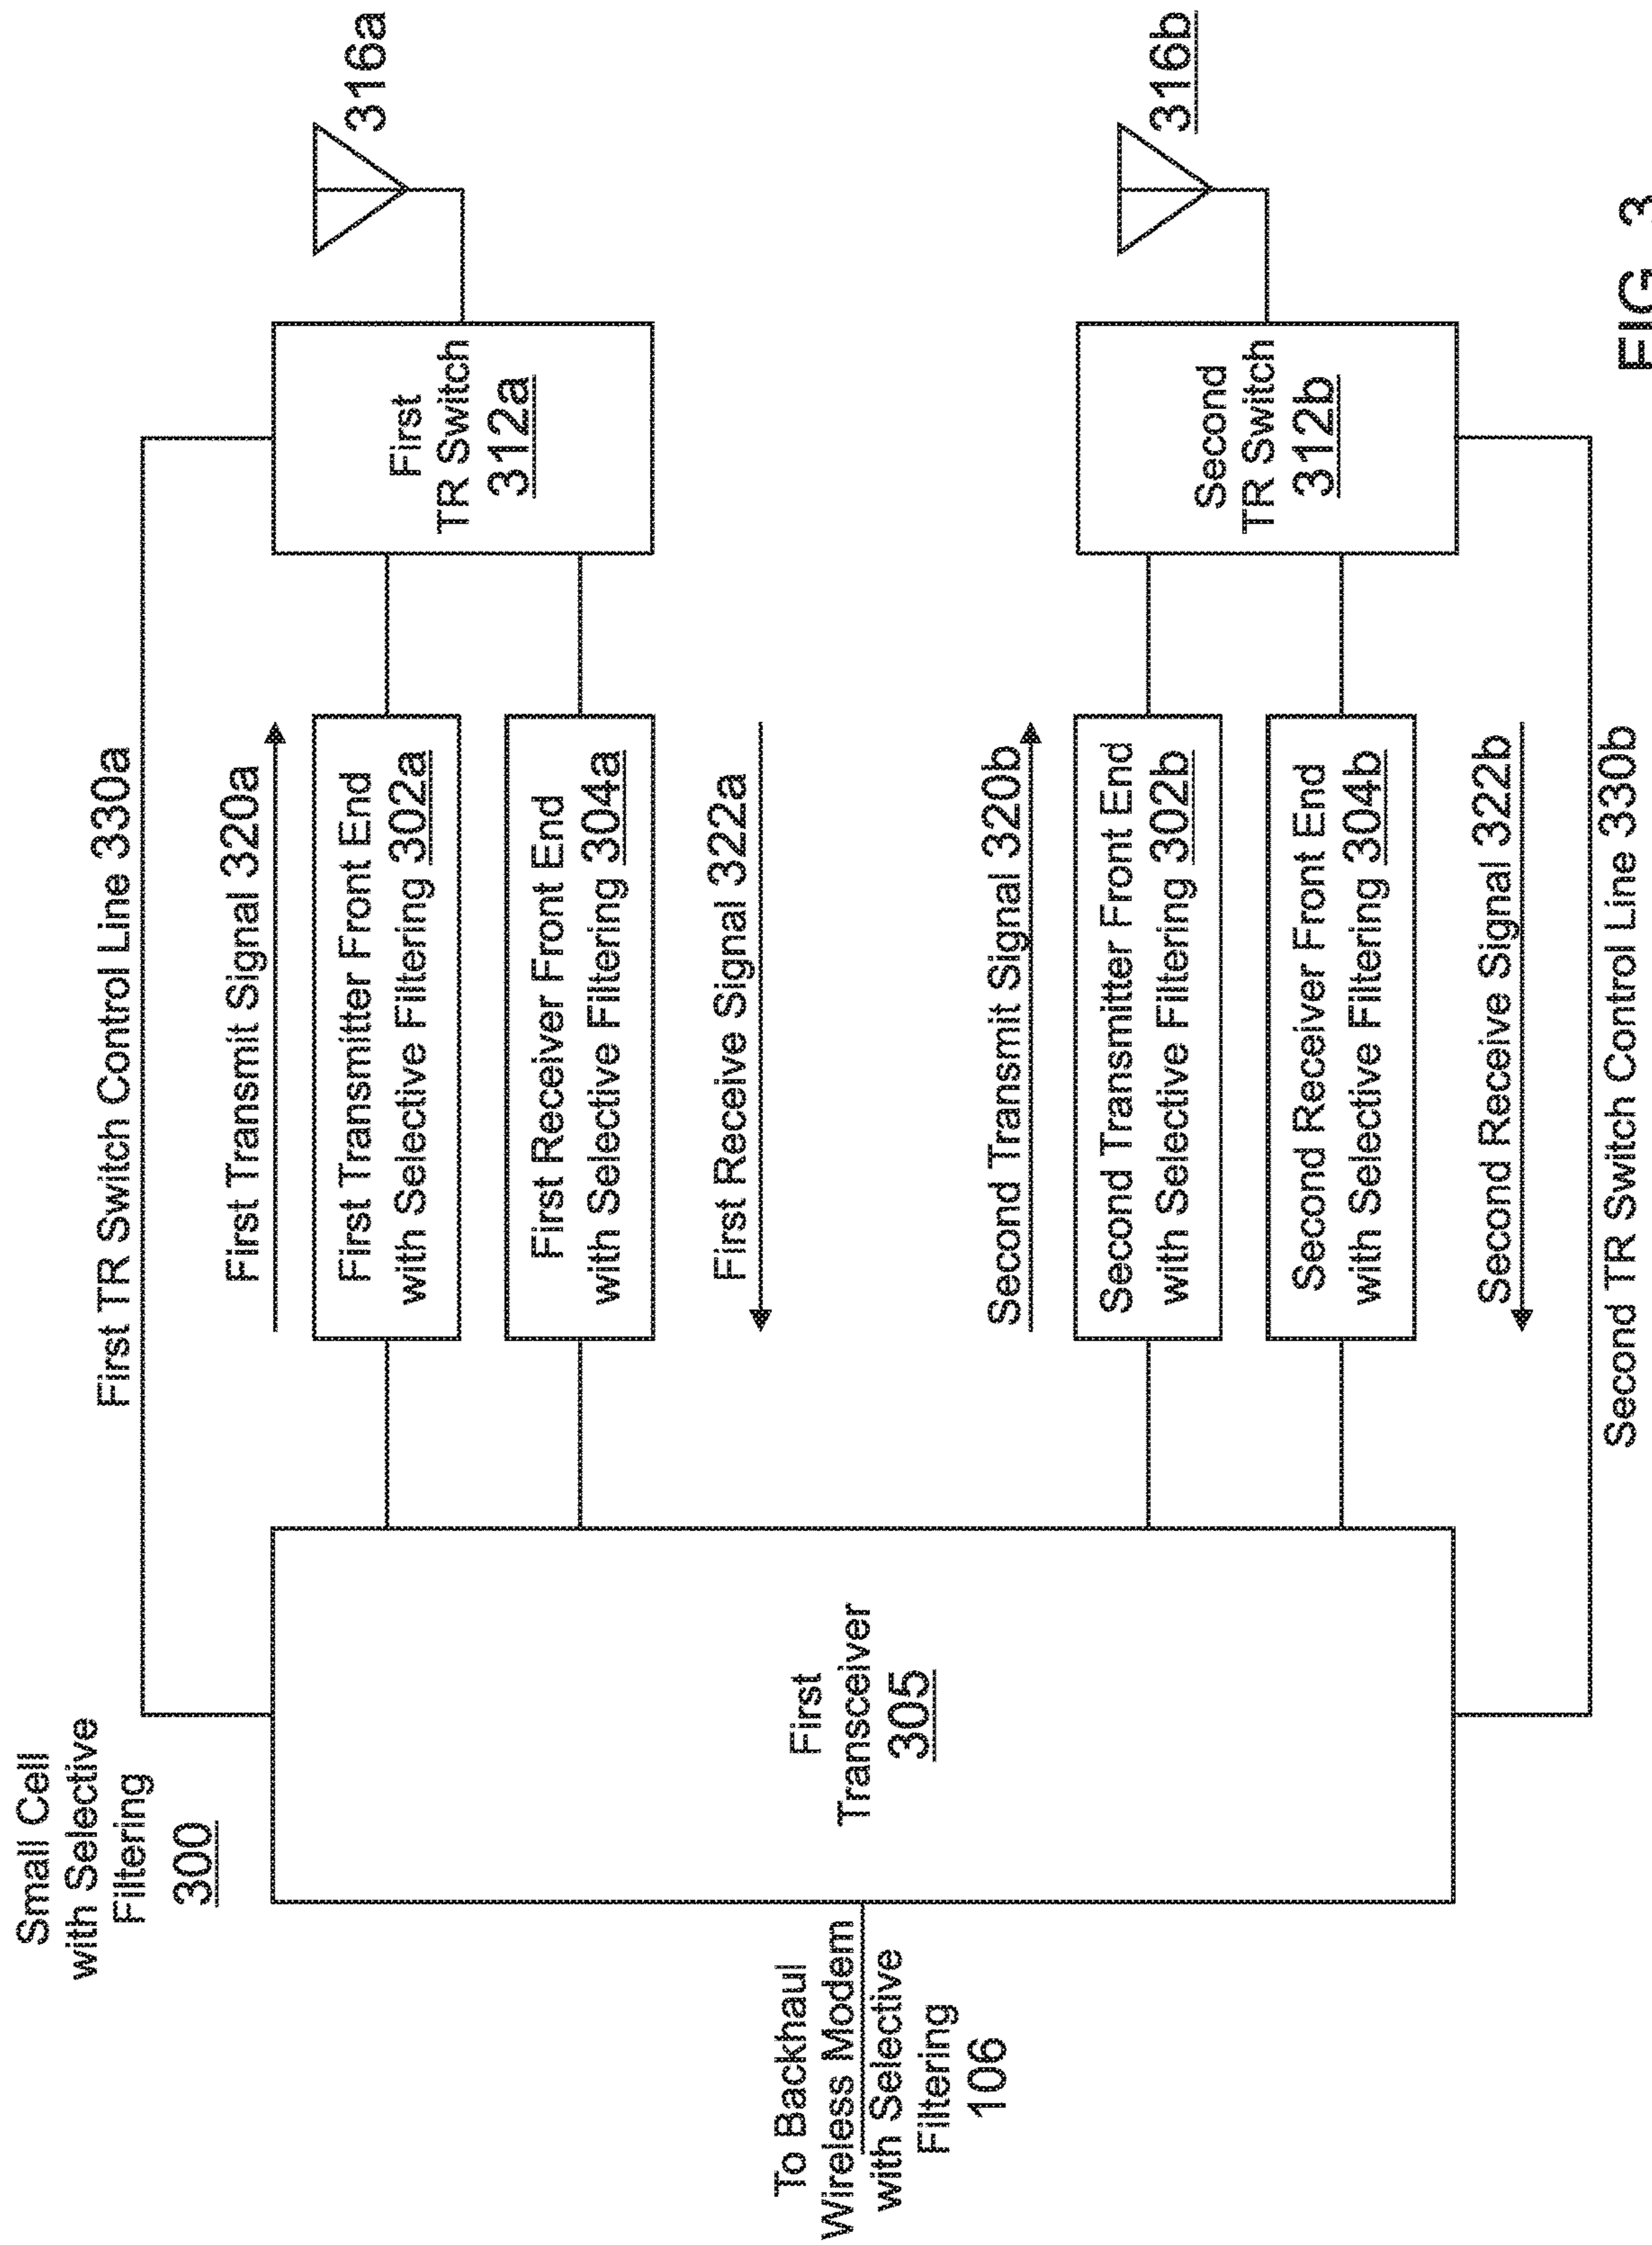 Small Cell
with Selective
Filtering
300
First TR Switch Control Line 330a
First Transmit Signal 320a
First Transmitter Front End
with Selective Filtering 302a
First Receiver Front End
with Selective Filtering 304a
First Receive Signal 322a
First
TR Switch
312a
316a
To Backhaul
Wireless Modem
with Selective
Filtering
106
First
Transceiver
305
Second Transmit Signal 320b
Second Transmitter Front End
with Selective Filtering 302b
Second Receiver Front End
with Selective Filtering 304b
Second Receive Signal 322b
Second TR Switch Control Line 330b
Second
TR Switch
312b
316b
FIG. 3